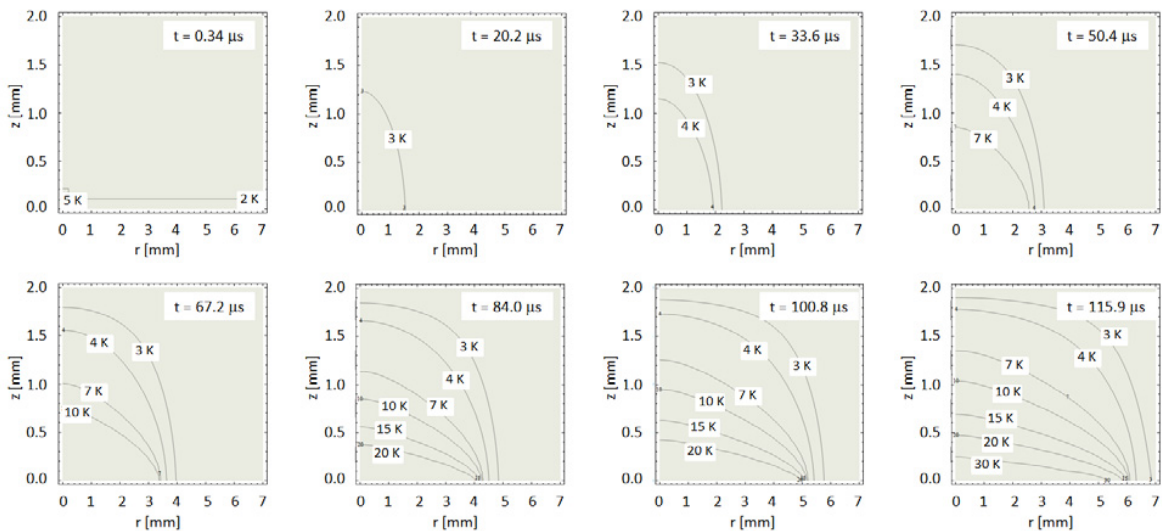 t = 0.34 μs
z [mm]
2.0
1.5
1.0
0.5
0.0
5 K
2 K
0 1 2 3 4 5 6 7
r [mm]
t = 20.2 μs
z [mm]
2.0
1.5
1.0
0.5
0.0
3 K
0 1 2 3 4 5 6 7
r [mm]
t = 33.6 μs
z [mm]
2.0
1.5
1.0
0.5
0.0
3 K
4 K
0 1 2 3 4 5 6 7
r [mm]
t = 50.4 μs
z [mm]
2.0
1.5
1.0
0.5
0.0
3 K
4 K
7 K
0 1 2 3 4 5 6 7
r [mm]
t = 67.2 μs
z [mm]
2.0
1.5
1.0
0.5
0.0
4 K
3 K
7 K
10 K
0 1 2 3 4 5 6 7
r [mm]
t = 84.0 μs
z [mm]
2.0
1.5
1.0
0.5
0.0
3 K
4 K
7 K
10 K
15 K
20 K
0 1 2 3 4 5 6 7
r [mm]
t = 100.8 μs
z [mm]
2.0
1.5
1.0
0.5
0.0
4 K
3 K
7 K
10 K
15 K
20 K
0 1 2 3 4 5 6 7
r [mm]
t = 115.9 μs
z [mm]
2.0
1.5
1.0
0.5
0.0
3 K
4 K
7 K
10 K
15 K
20 K
30 K
0 1 2 3 4 5 6 7
r [mm]